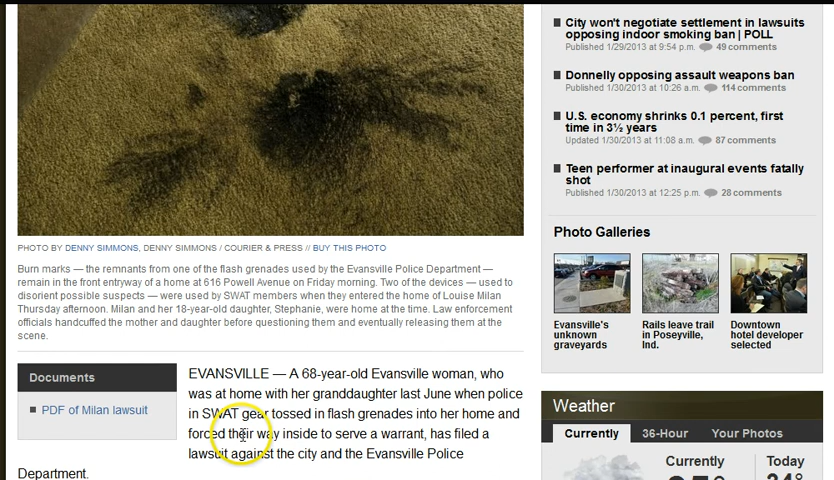 PHOTO BY DENNY SIMMONS, DENNY SIMMONS / COURIER & PRESS // BUY THIS PHOTO
Burn marks — the remnants from one of the flash grenades used by the Evansville Police Department —
remain in the front entryway of a home at 616 Powell Avenue on Friday morning. Two of the devices — used to
disorient possible suspects — were used by SWAT members when they entered the home of Louise Milan
Thursday afternoon. Milan and her 18-year-old daughter, Stephanie, were home at the time. Law enforcement
officials handcuffed the mother and daughter before questioning them and eventually releasing them at the
scene.
Documents
PDF of Milan lawsuit
EVANSVILLE — A 68-year-old Evansville woman, who
was at home with her granddaughter last June when police
in SWAT gear tossed in flash grenades into her home and
forced their way inside to serve a warrant, has filed a
lawsuit against the city and the Evansville Police
Department.
City won't negotiate settlement in lawsuits
opposing indoor smoking ban | POLL
Published 1/29/2013 at 9:54 p.m. 49 comments
Donnelly opposing assault weapons ban
Published 1/30/2013 at 10:26 a.m. 114 comments
U.S. economy shrinks 0.1 percent, first
time in 3½ years
Updated 1/30/2013 at 11:08 a.m. 87 comments
Teen performer at inaugural events fatally
shot
Published 1/30/2013 at 12:25 p.m. 28 comments
Photo Galleries
Evansville's
unknown
graveyards
Rails leave trail
in Poseyville,
Ind.
Downtown
hotel developer
selected
Weather
Currently 36-Hour Your Photos
Currently Today